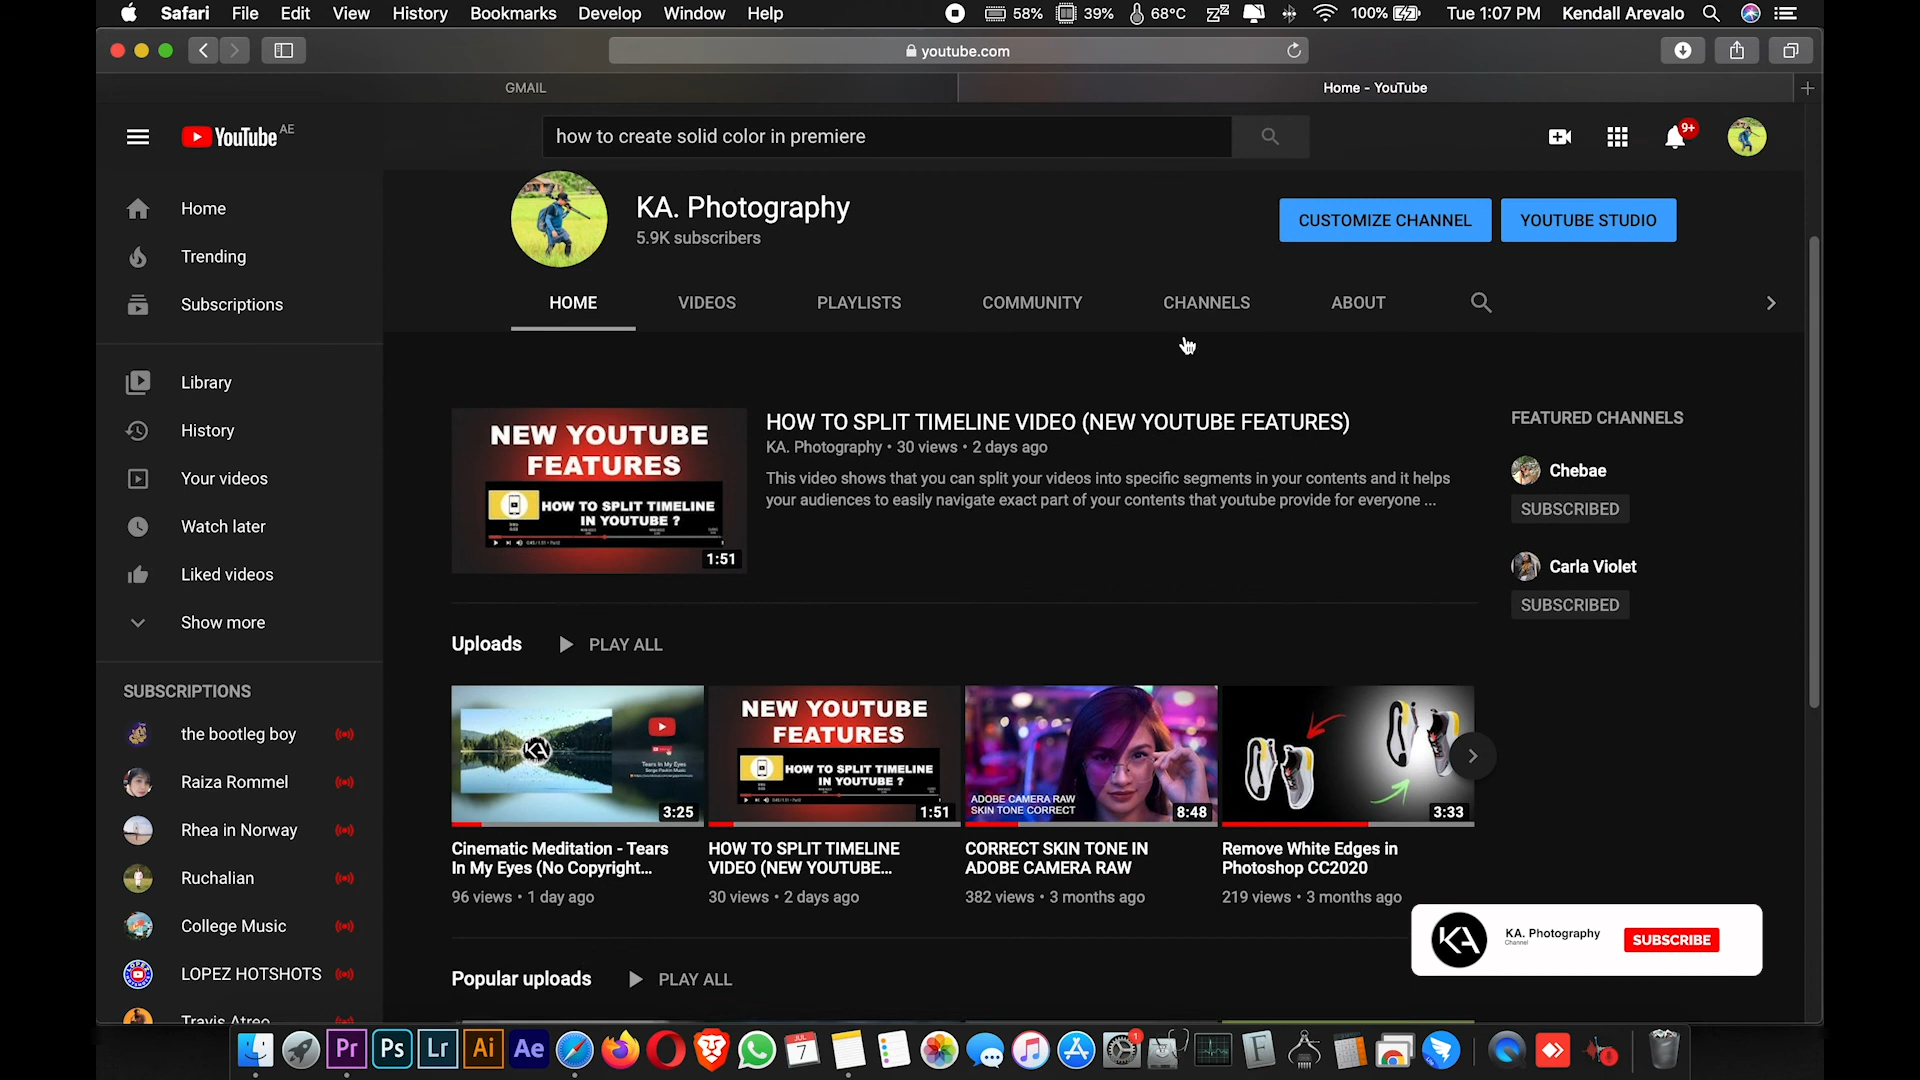 Safari File Edit View History Bookmarks Develop Window Help 58% 39% 68°C 100% Tue 1:07 PM Kendall Arevalo
youtube.com
GMAIL Home - YouTube
YouTube AE
how to create solid color in premiere
9+
Home
Trending
Subscriptions
Library
History
Your videos
Watch later
Liked videos
Show more
SUBSCRIPTIONS
the bootleg boy
Raiza Rommel
Rhea in Norway
Ruchalian
College Music
LOPEZ HOTSHOTS
Travis Atreo
KA. Photography
5.9K subscribers
CUSTOMIZE CHANNEL YOUTUBE STUDIO
HOME VIDEOS PLAYLISTS COMMUNITY CHANNELS ABOUT
NEW YOUTUBE
FEATURES
HOW TO SPLIT TIMELINE
IN YOUTUBE ?
1:51
HOW TO SPLIT TIMELINE VIDEO (NEW YOUTUBE FEATURES)
KA. Photography • 30 views • 2 days ago
This video shows that you can split your videos into specific segments in your contents and it helps
your audiences to easily navigate exact part of your contents that youtube provide for everyone ...
FEATURED CHANNELS
Chebae
SUBSCRIBED
Carla Violet
SUBSCRIBED
Uploads PLAY ALL
KA
Tears In My Eyes
3:25
Cinematic Meditation - Tears
In My Eyes (No Copyright...
96 views • 1 day ago
NEW YOUTUBE
FEATURES
HOW TO SPLIT TIMELINE
IN YOUTUBE ?
1:51
HOW TO SPLIT TIMELINE
VIDEO (NEW YOUTUBE...
30 views • 2 days ago
ADOBE CAMERA RAW
SKIN TONE CORRECT
8:48
CORRECT SKIN TONE IN
ADOBE CAMERA RAW
382 views • 3 months ago
3:33
Remove White Edges in
Photoshop CC2020
219 views • 3 months ago
Popular uploads PLAY ALL
KA
KA. Photography
Channel
SUBSCRIBE
Pr Ps Lr Ai Ae JUL 7 1